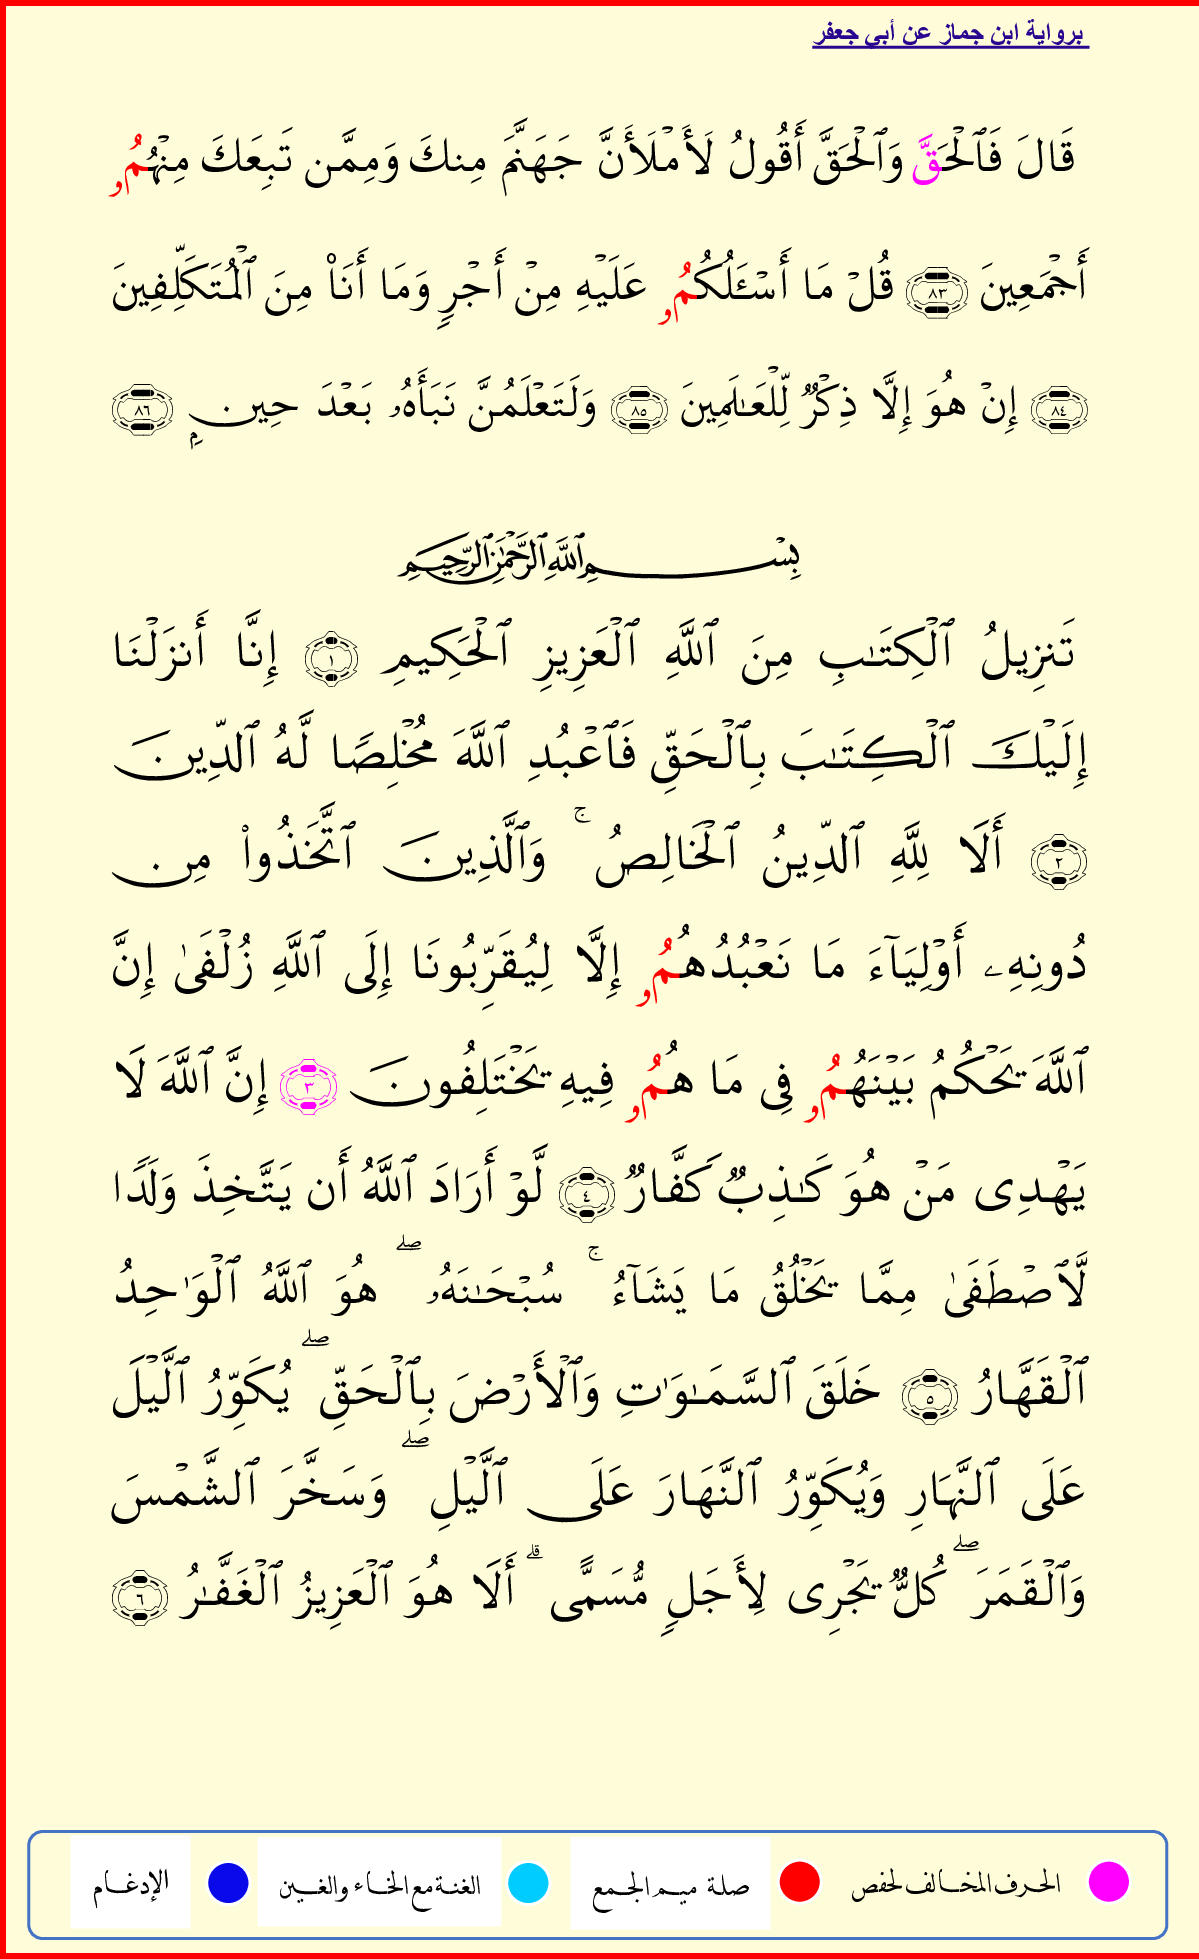 برواية ابن جماز عن أبي جعفر
قَالَ فَٱلْحَقَّ وَٱلْحَقَّ أَقُولُ لَأَمْلَأَنَّ جَهَنَّمَ مِنكَ وَمِمَّن تَبِعَكَ مِنْهُمُۥ
أَجْمَعِينَ ٨٣ قُلْ مَا أَسْـَٔلُكُمُۥ عَلَيْهِ مِنْ أَجْرٍ وَمَا أَنَا۠ مِنَ ٱلْمُتَكَلِّفِينَ
٨٤ إِنْ هُوَ إِلَّا ذِكْرٌ لِّلْعَـٰلَمِينَ ٨٥ وَلَتَعْلَمُنَّ نَبَأَهُۥ بَعْدَ حِينٍ ٨٦
بِسْمِ ٱللَّهِ ٱلرَّحْمَـٰنِ ٱلرَّحِيمِ
تَنزِيلُ ٱلْكِتَـٰبِ مِنَ ٱللَّهِ ٱلْعَزِيزِ ٱلْحَكِيمِ ١ إِنَّا أَنزَلْنَا
إِلَيْكَ ٱلْكِتَـٰبَ بِٱلْحَقِّ فَٱعْبُدِ ٱللَّهَ مُخْلِصًا لَّهُ ٱلدِّينَ
٢ أَلَا لِلَّهِ ٱلدِّينُ ٱلْخَالِصُ ۚ وَٱلَّذِينَ ٱتَّخَذُوا۟ مِن
دُونِهِۦ أَوْلِيَآءَ مَا نَعْبُدُهُمُۥ إِلَّا لِيُقَرِّبُونَا إِلَى ٱللَّهِ زُلْفَىٰ إِنَّ
ٱللَّهَ يَحْكُمُ بَيْنَهُمُۥ فِى مَا هُمُۥ فِيهِ يَخْتَلِفُونَ ٣ إِنَّ ٱللَّهَ لَا
يَهْدِى مَنْ هُوَ كَـٰذِبٌ كَفَّارٌ ٤ لَّوْ أَرَادَ ٱللَّهُ أَن يَتَّخِذَ وَلَدًا
لَّٱصْطَفَىٰ مِمَّا يَخْلُقُ مَا يَشَآءُ ۚ سُبْحَـٰنَهُۥ ۖ هُوَ ٱللَّهُ ٱلْوَٰحِدُ
ٱلْقَهَّارُ ٥ خَلَقَ ٱلسَّمَـٰوَٰتِ وَٱلْأَرْضَ بِٱلْحَقِّ ۖ يُكَوِّرُ ٱلَّيْلَ
عَلَى ٱلنَّهَارِ وَيُكَوِّرُ ٱلنَّهَارَ عَلَى ٱلَّيْلِ ۖ وَسَخَّرَ ٱلشَّمْسَ
وَٱلْقَمَرَ ۖ كُلٌّ يَجْرِى لِأَجَلٍ مُّسَمًّى ۗ أَلَا هُوَ ٱلْعَزِيزُ ٱلْغَفَّـٰرُ ٦
الحرف المخالف لحفص صلة ميم الجمع الغنة مع الخاء والغين الإدغام